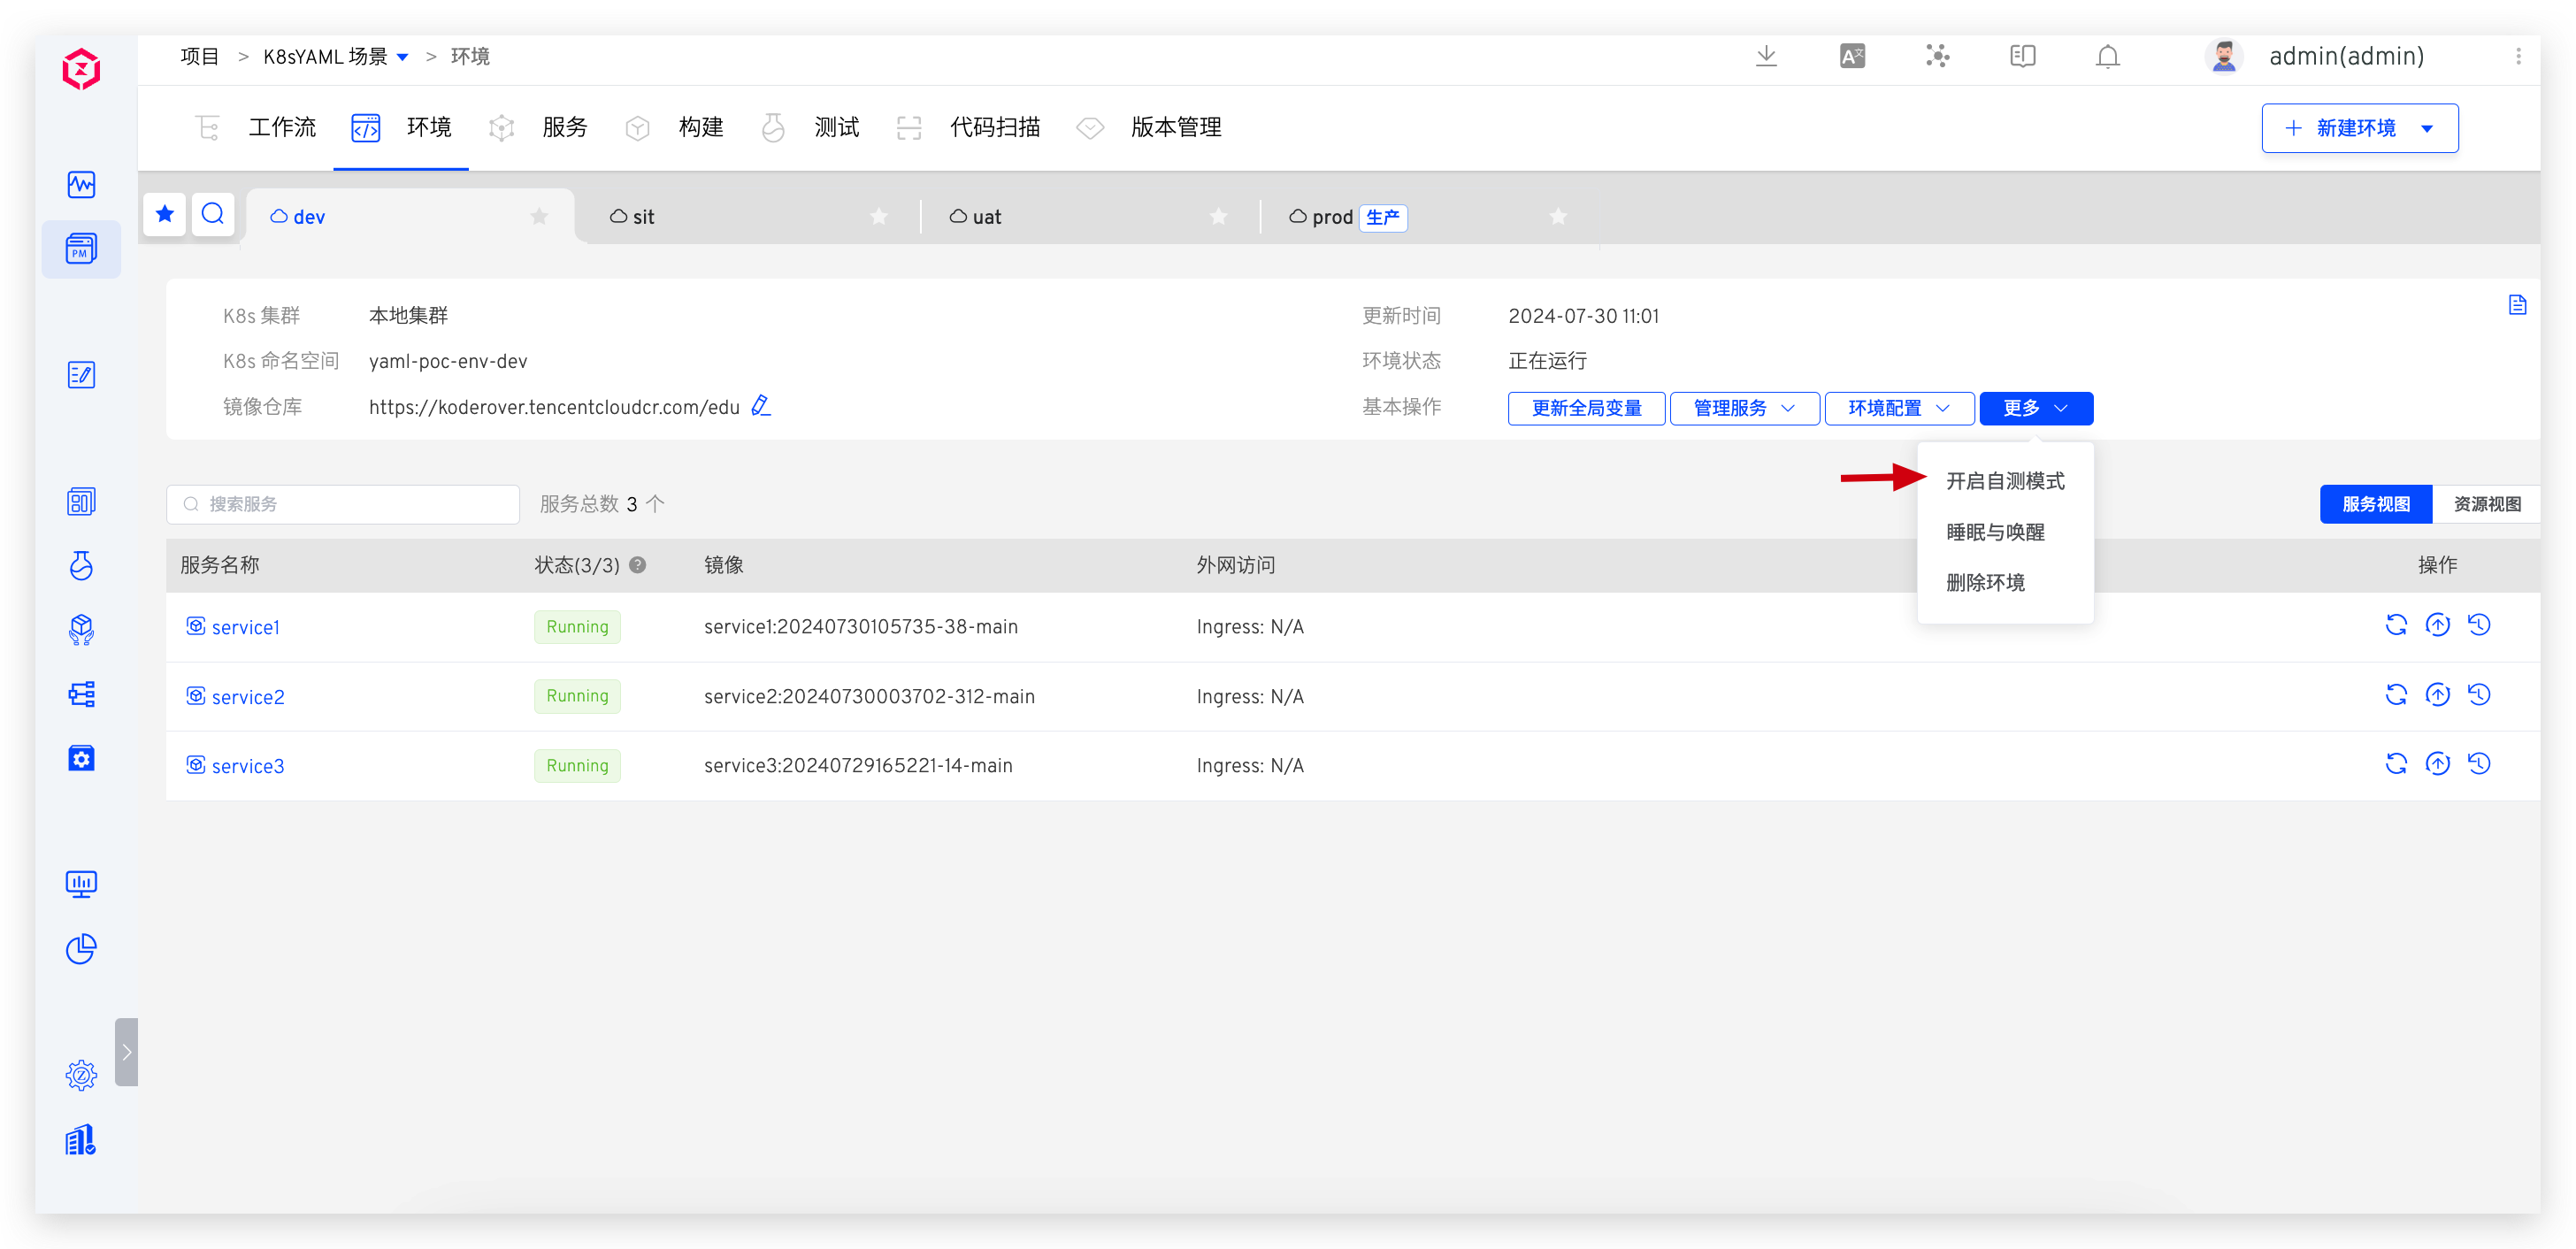 项目 > K8sYAML 场景 > 环境
admin(admin)
工作流 环境 服务 构建 测试 代码扫描 版本管理
+ 新建环境
dev sit uat prod 生产
PM
K8s 集群 本地集群 更新时间 2024-07-30 11:01
K8s 命名空间 yaml-poc-env-dev 环境状态 正在运行
镜像仓库 https://koderover.tencentcloudcr.com/edu 基本操作 更新全局变量 管理服务 环境配置 更多
开启自测模式
睡眠与唤醒
删除环境
搜索服务 服务总数 3 个 服务视图 资源视图
服务名称 状态(3/3) 镜像 外网访问 操作
service1 Running service1:20240730105735-38-main Ingress: N/A
service2 Running service2:20240730003702-312-main Ingress: N/A
service3 Running service3:20240729165221-14-main Ingress: N/A